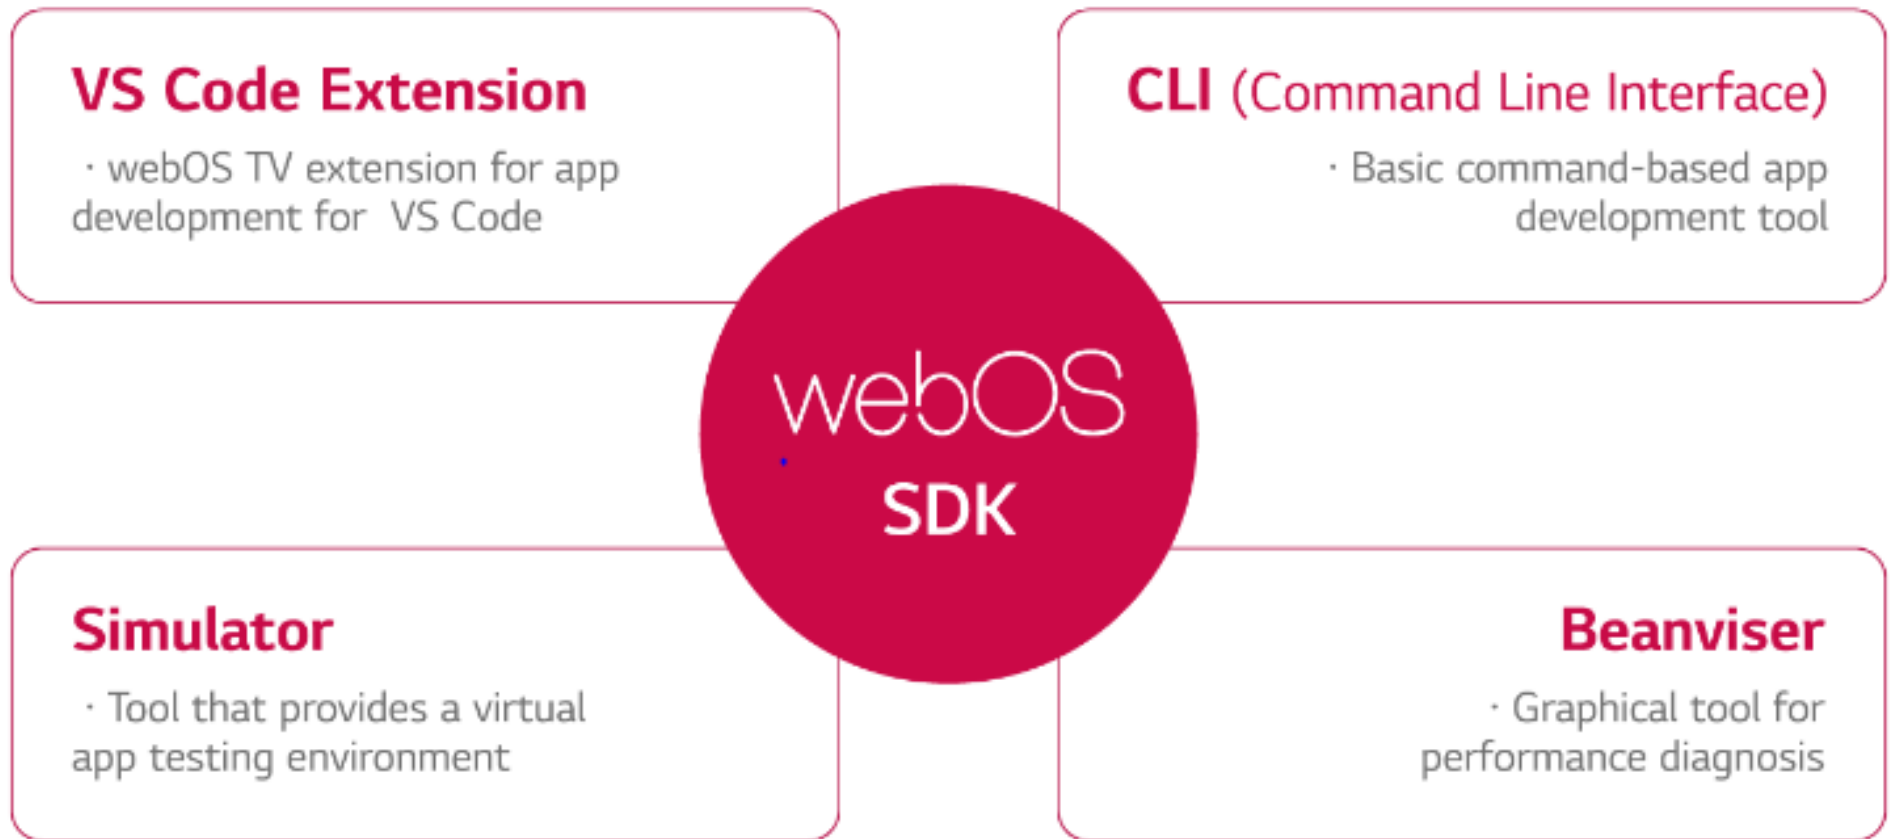 VS Code Extension
· webOS TV extension for app
development for  VS Code
CLI (Command Line Interface)
· Basic command-based app
development tool
webOS
SDK
Simulator
· Tool that provides a virtual
app testing environment
Beanviser
· Graphical tool for
performance diagnosis